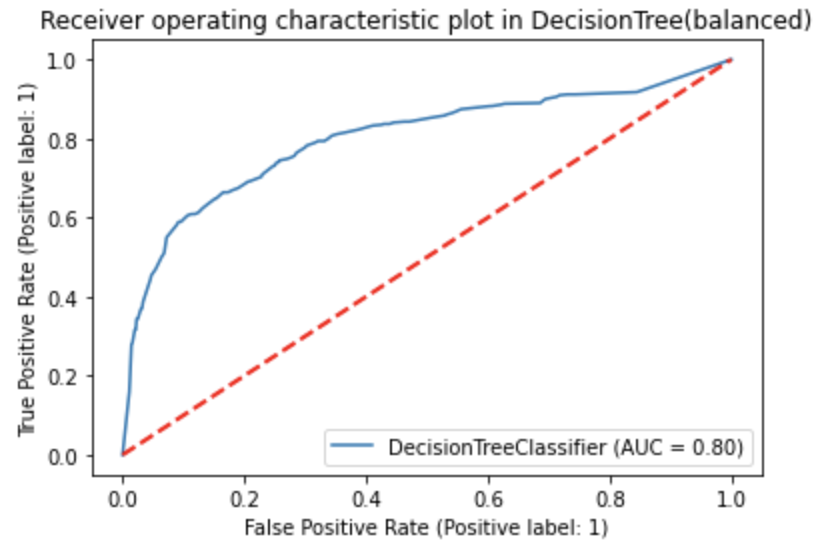 Receiver operating characteristic plot in DecisionTree(balanced)
True Positive Rate (Positive label: 1)
1.0
0.8
0.6
0.4
0.2
0.0
DecisionTreeClassifier (AUC = 0.80)
0.0 0.2 0.4 0.6 0.8 1.0
False Positive Rate (Positive label: 1)